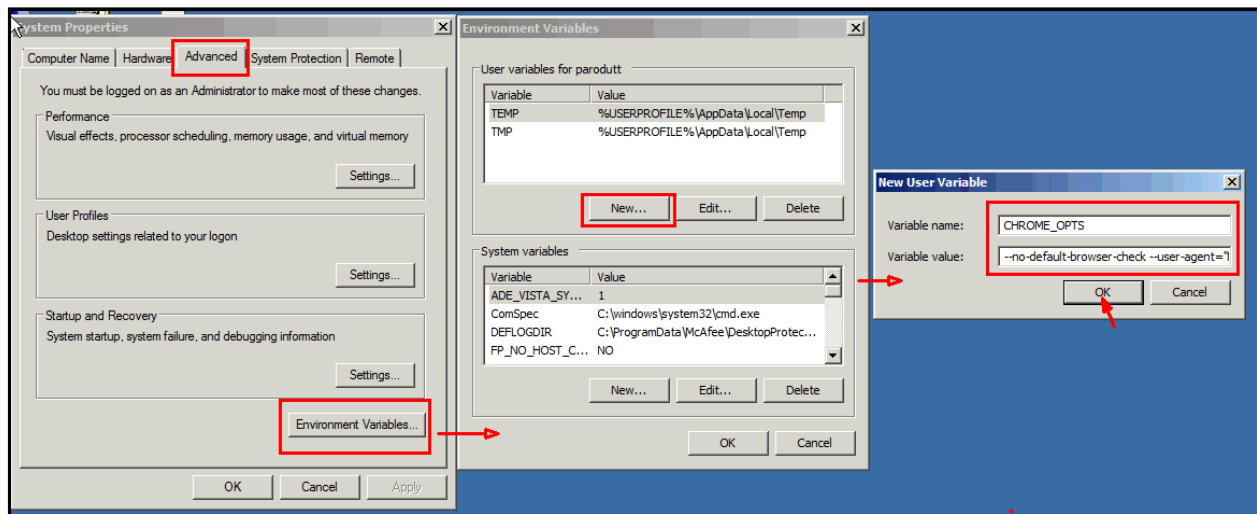 ystem Properties
Computer Name Hardware Advanced System Protection Remote
You must be logged on as an Administrator to make most of these changes.
Performance
Visual effects, processor scheduling, memory usage, and virtual memory
Settings...
User Profiles
Desktop settings related to your logon
Settings...
Startup and Recovery
System startup, system failure, and debugging information
Settings...
Environment Variables...
OK Cancel Apply
Environment Variables
User variables for parodutt
Variable Value
TEMP %USERPROFILE%\AppData\Local\Temp
TMP %USERPROFILE%\AppData\Local\Temp
New... Edit... Delete
System variables
Variable Value
ADE_VISTA_SY... 1
ComSpec C:\windows\system32\cmd.exe
DEFLOGDIR C:\ProgramData\McAfee\DesktopProtec...
FP_NO_HOST_C... NO
New... Edit... Delete
OK Cancel
New User Variable
Variable name: CHROME_OPTS
Variable value: --no-default-browser-check --user-agent="
OK Cancel